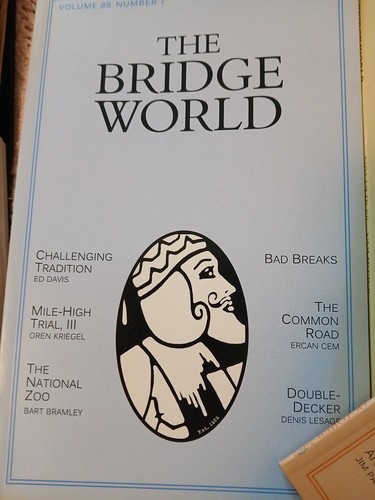 VOLUME 88 NUMBER 7
THE
BRIDGE
WORLD
CHALLENGING
TRADITION
ED DAVIS
MILE-HIGH
TRIAL, III
OREN KRIEGEL
THE
NATIONAL
ZOO
BART BRAMLEY
BAD BREAKS
THE
COMMON
ROAD
ERCAN CEM
DOUBLE-
DECKER
DENIS LESAGE
JIM